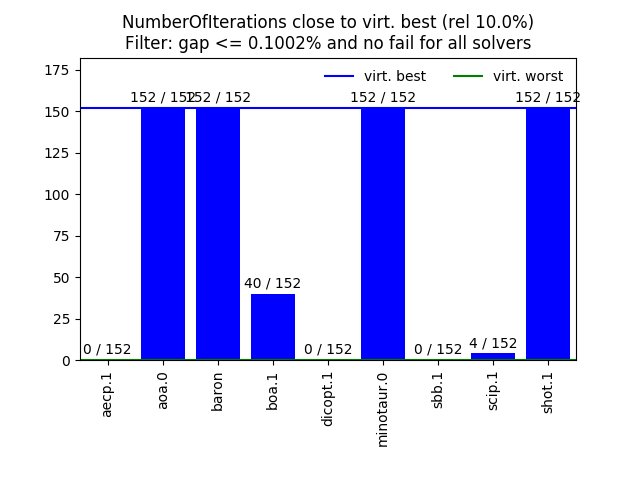 NumberOfIterations close to virt. best (rel 10.0%)
Filter: gap <= 0.1002% and no fail for all solvers
virt. best
virt. worst
175
150
125
100
75
50
25
0
0 / 152
152 / 152
152 / 152
40 / 152
0 / 152
152 / 152
0 / 152
4 / 152
152 / 152
aecp.1
aoa.0
baron
boa.1
dicopt.1
minotaur.0
sbb.1
scip.1
shot.1